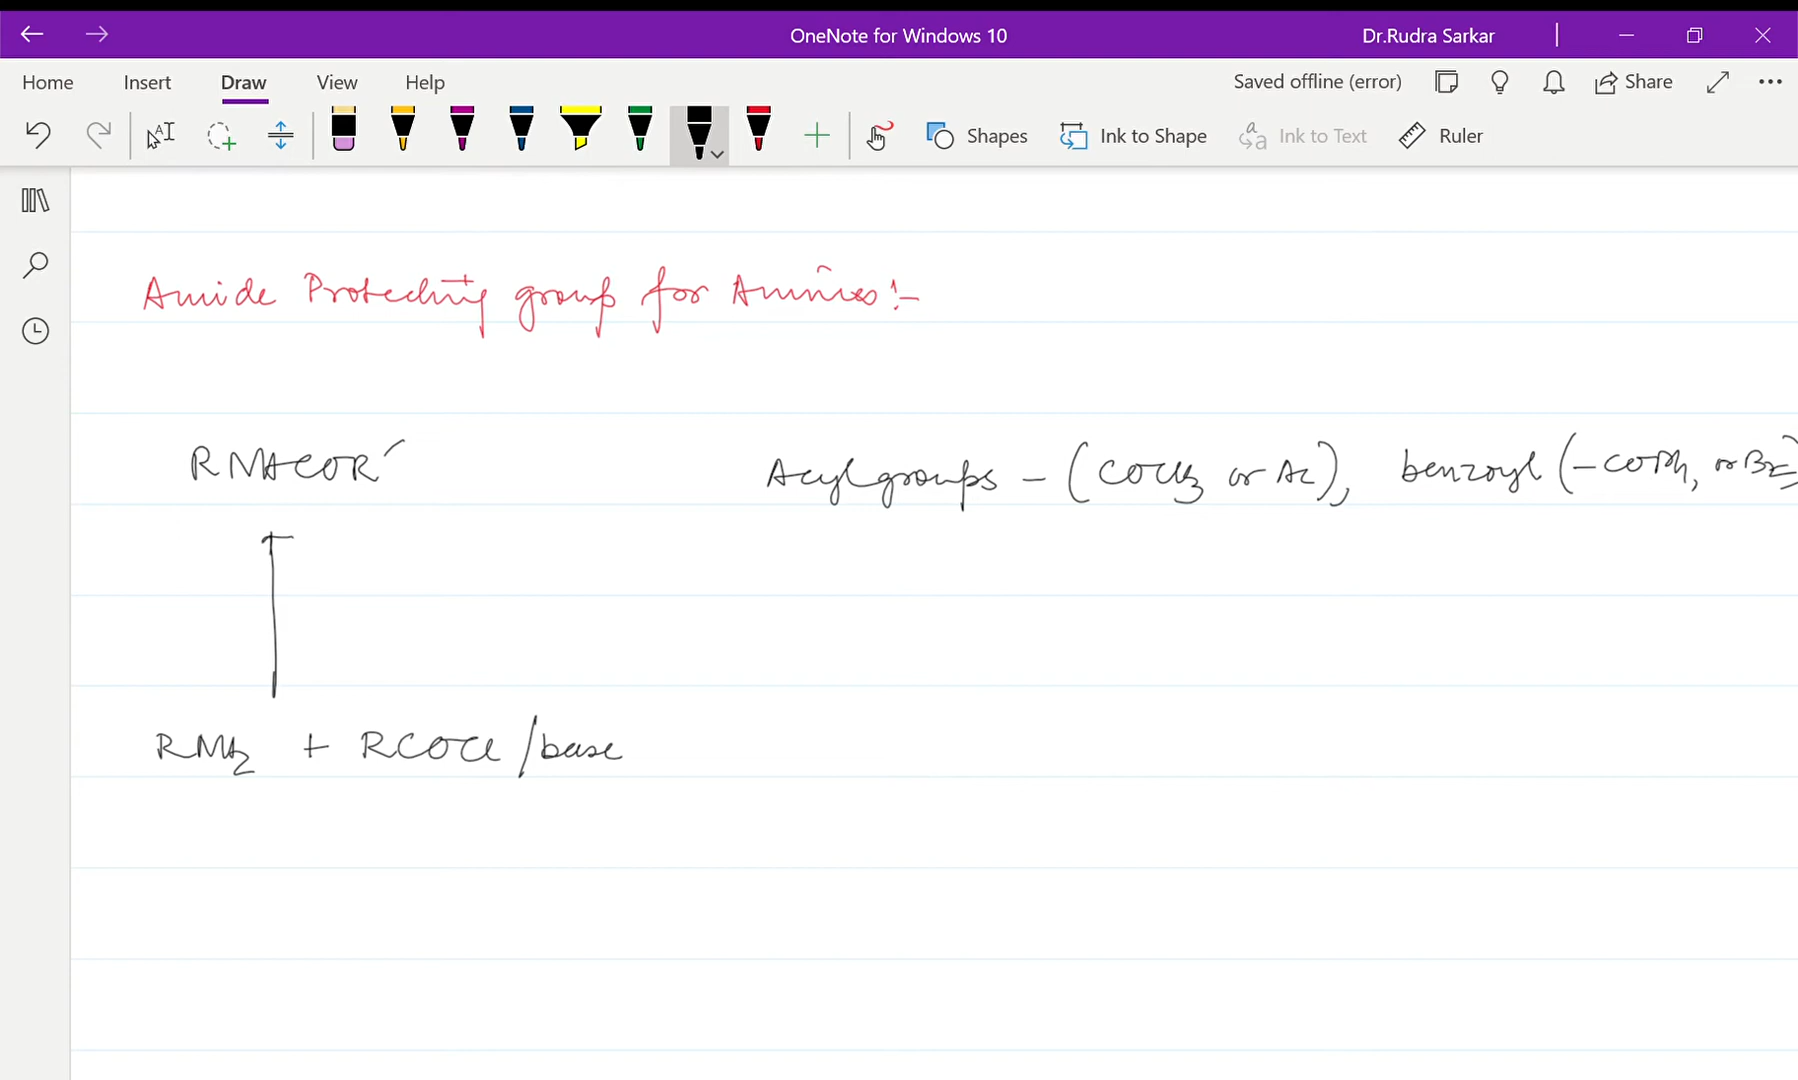 OneNote for Windows 10
Dr.Rudra Sarkar
Home Insert Draw View Help
Saved offline (error)
Share
Shapes
Ink to Shape
Ink to Text
Ruler
Amide Protecting group for Amines:-
RNHCOR′
Acyl groups - (COCH3 or Ac), benzoyl (-COPh, or Bz)
RNH2 + RCOCl /base